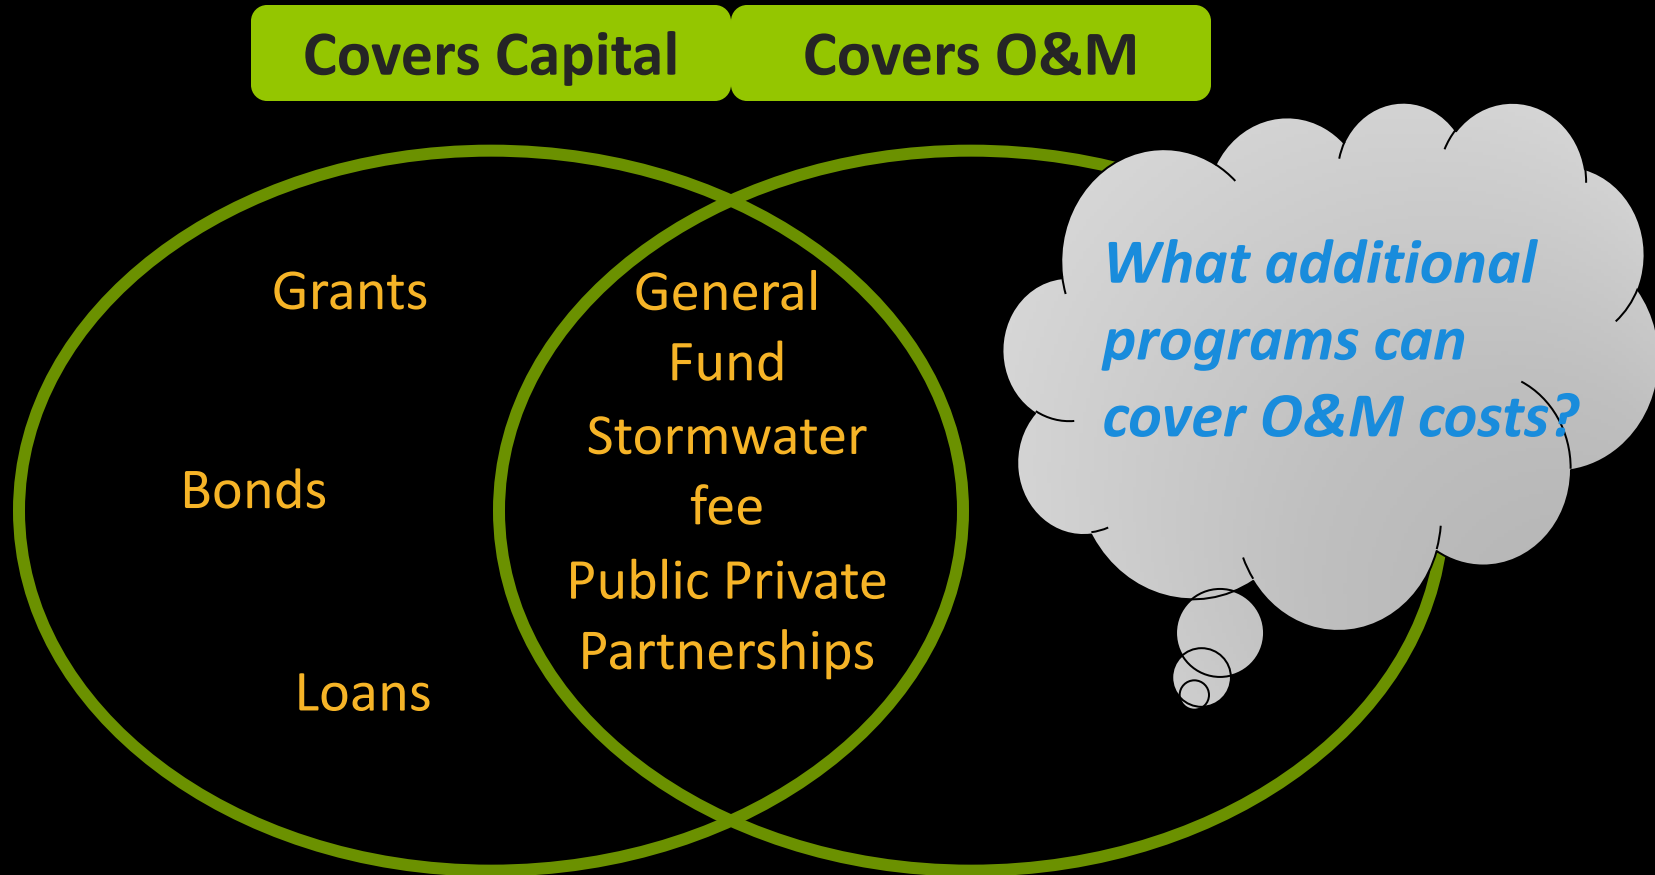 Covers Capital
Covers O&M
Grants
Bonds
Loans
General
Fund
Stormwater
fee
Public Private
Partnerships
What additional
programs can
cover O&M costs?